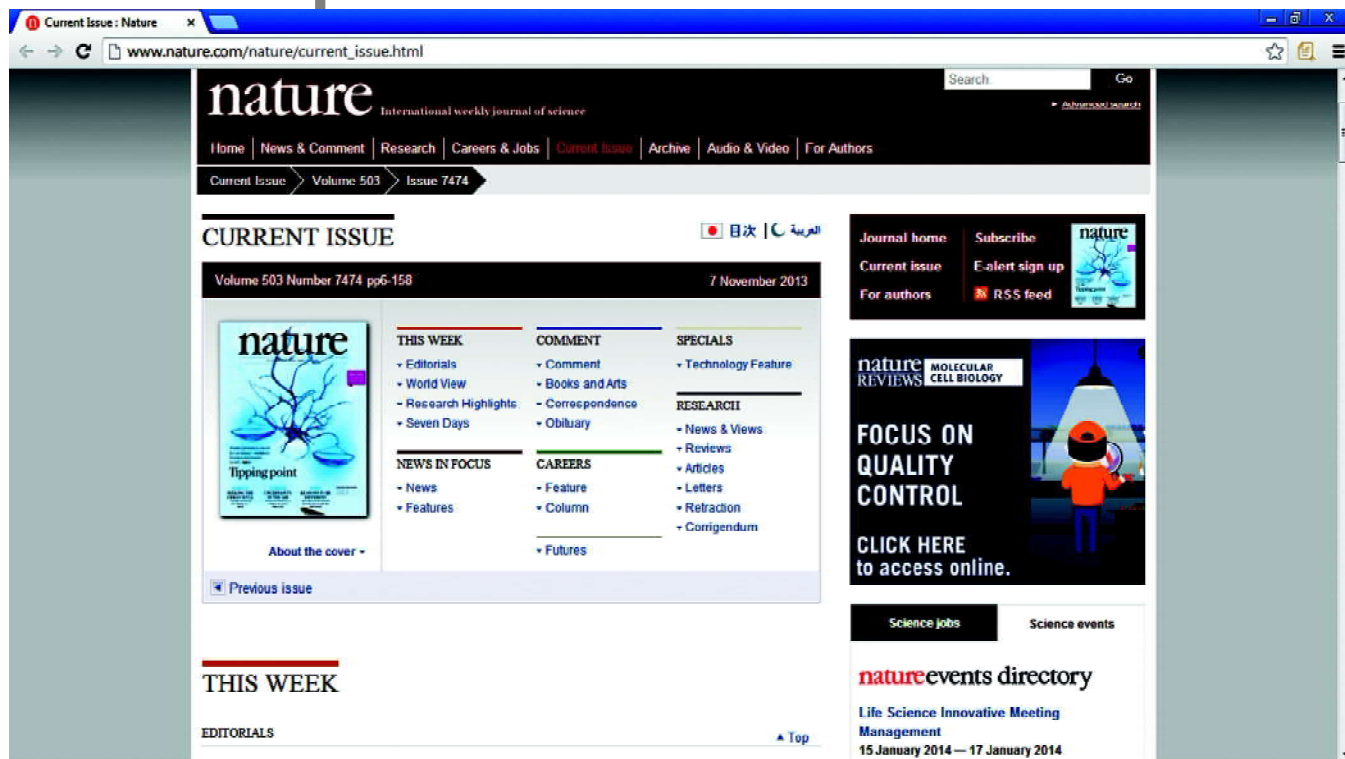 Current Issue : Nature
www.nature.com/nature/current_issue.html
nature International weekly journal of science
Search
Go
Advanced search
Home | News & Comment | Research | Careers & Jobs | Current Issue | Archive | Audio & Video | For Authors
Current Issue
Volume 503
Issue 7474
CURRENT ISSUE
目次 | العربية
Volume 503 Number 7474 pp6-158
7 November 2013
nature
Tipping point
About the cover
THIS WEEK
Editorials
World View
Research Highlights
Seven Days
NEWS IN FOCUS
News
Features
COMMENT
Comment
Books and Arts
Correspondence
Obituary
CAREERS
Feature
Column
Futures
SPECIALS
Technology Feature
RESEARCH
News & Views
Reviews
Articles
Letters
Retraction
Corrigendum
Previous issue
THIS WEEK
EDITORIALS
Top
Journal home
Current issue
For authors
Subscribe
E-alert sign up
RSS feed
nature
nature REVIEWS
MOLECULAR
CELL BIOLOGY
FOCUS ON
QUALITY
CONTROL
CLICK HERE
to access online.
Science jobs
Science events
natureevents directory
Life Science Innovative Meeting
Management
15 January 2014 — 17 January 2014